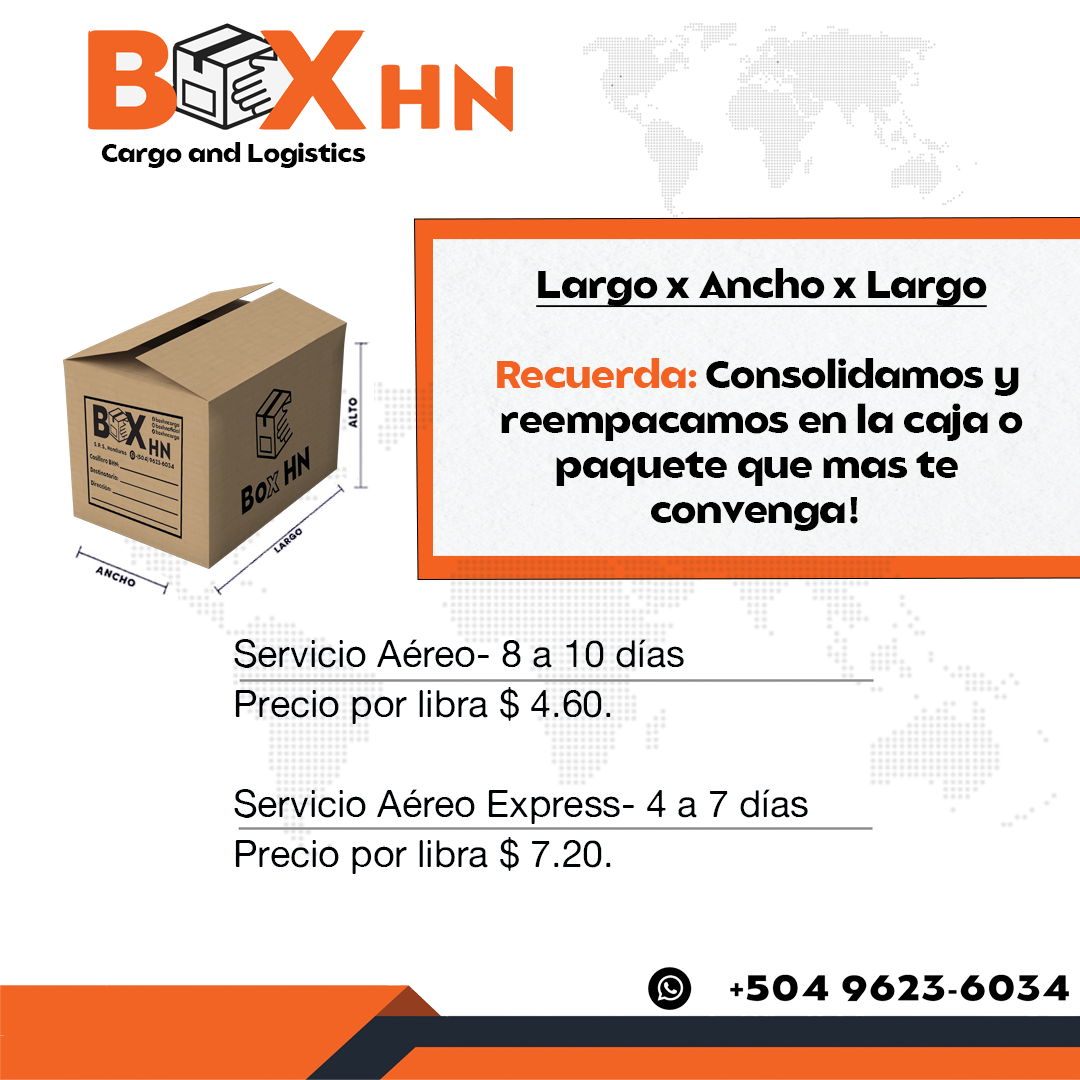 BOX HN
Cargo and Logistics
Largo x Ancho x Largo
Recuerda: Consolidamos y
reempacamos en la caja o
paquete que mas te
convenga!
BOX HN
S.P.S., Honduras (+504) 9623-6034
Casillero BHN:
Destinatario:
Dirección:
BOX HN
ALTO
LARGO
ANCHO
Servicio Aéreo- 8 a 10 días
Precio por libra $ 4.60.
Servicio Aéreo Express- 4 a 7 días
Precio por libra $ 7.20.
+504 9623-6034